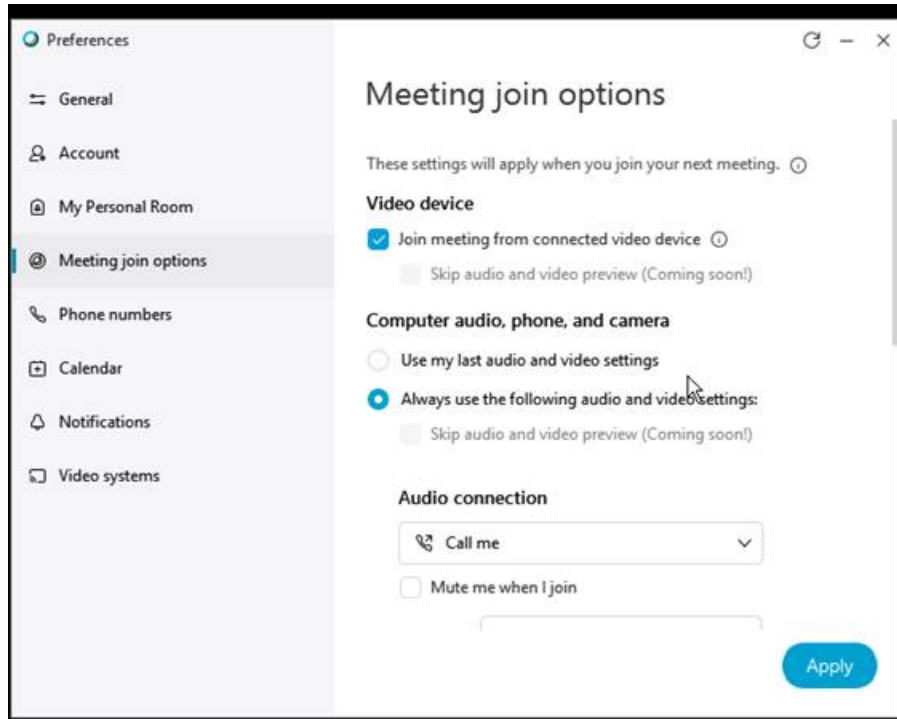 Preferences
General
Account
My Personal Room
Meeting join options
Phone numbers
Calendar
Notifications
Video systems
Meeting join options
These settings will apply when you join your next meeting.
Video device
Join meeting from connected video device
Skip audio and video preview (Coming soon!)
Computer audio, phone, and camera
Use my last audio and video settings
Always use the following audio and video settings:
Skip audio and video preview (Coming soon!)
Audio connection
Call me
Mute me when I join
Apply